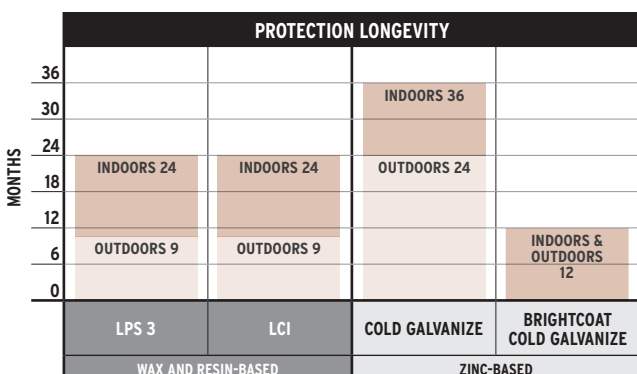 PROTECTION LONGEVITY
MONTHS
36
30
24
18
12
6
0
INDOORS 24
OUTDOORS 9
INDOORS 24
OUTDOORS 9
INDOORS 36
OUTDOORS 24
INDOORS &
OUTDOORS
12
LPS 3
LCI
COLD GALVANIZE
BRIGHTCOAT
COLD GALVANIZE
WAX AND RESIN-BASED
ZINC-BASED